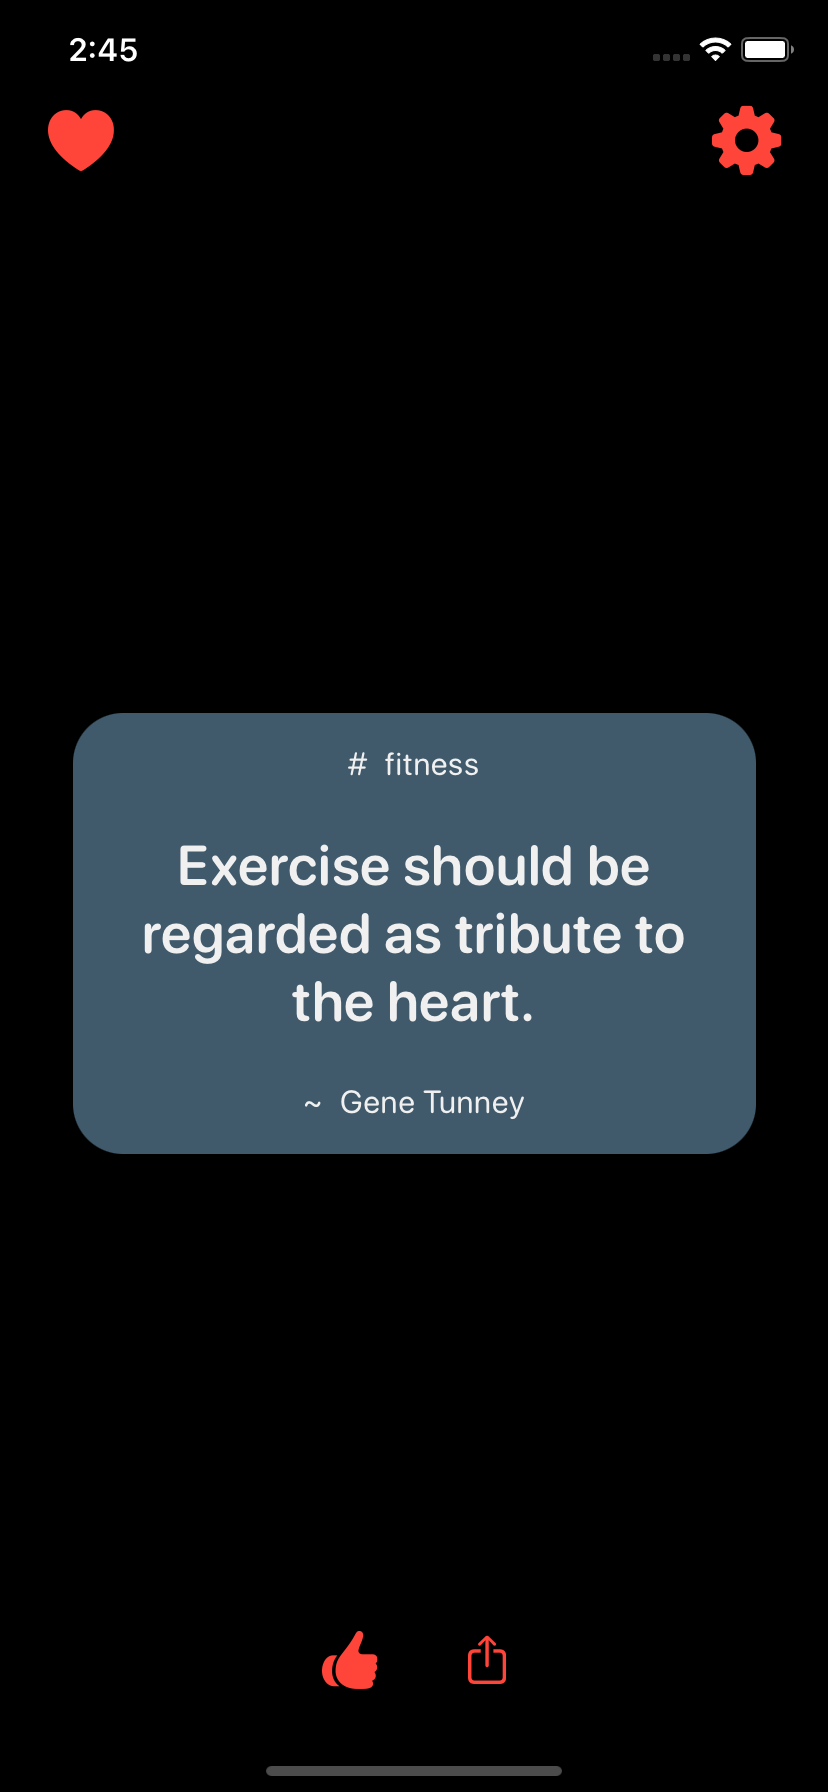 2:45
# fitness
Exercise should be
regarded as tribute to
the heart.
~ Gene Tunney